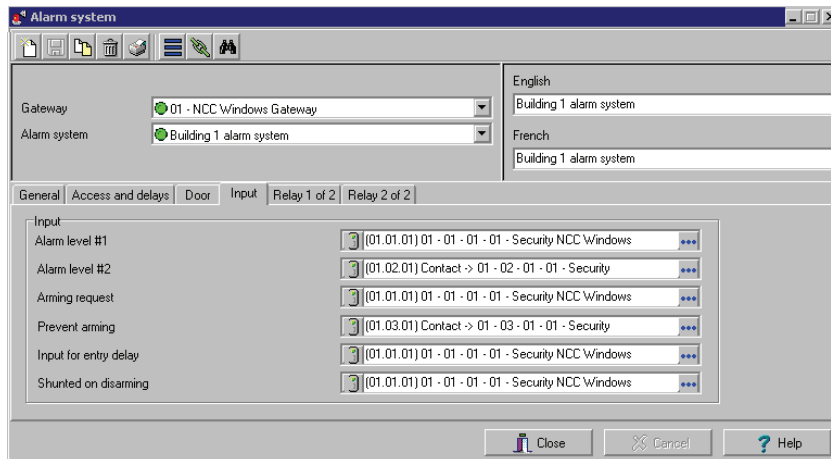 Alarm system
English
Gateway
01 - NCC Windows Gateway
Building 1 alarm system
Alarm system
Building 1 alarm system
French
Building 1 alarm system
General
Access and delays
Door
Input
Relay 1 of 2
Relay 2 of 2
Input
Alarm level #1
(01.01.01) 01 - 01 - 01 - 01 - Security NCC Windows
Alarm level #2
(01.02.01) Contact -> 01 - 02 - 01 - 01 - Security
Arming request
(01.01.01) 01 - 01 - 01 - 01 - Security NCC Windows
Prevent arming
(01.03.01) Contact -> 01 - 03 - 01 - 01 - Security
Input for entry delay
(01.01.01) 01 - 01 - 01 - 01 - Security NCC Windows
Shunted on disarming
(01.01.01) 01 - 01 - 01 - 01 - Security NCC Windows
Close
Cancel
Help